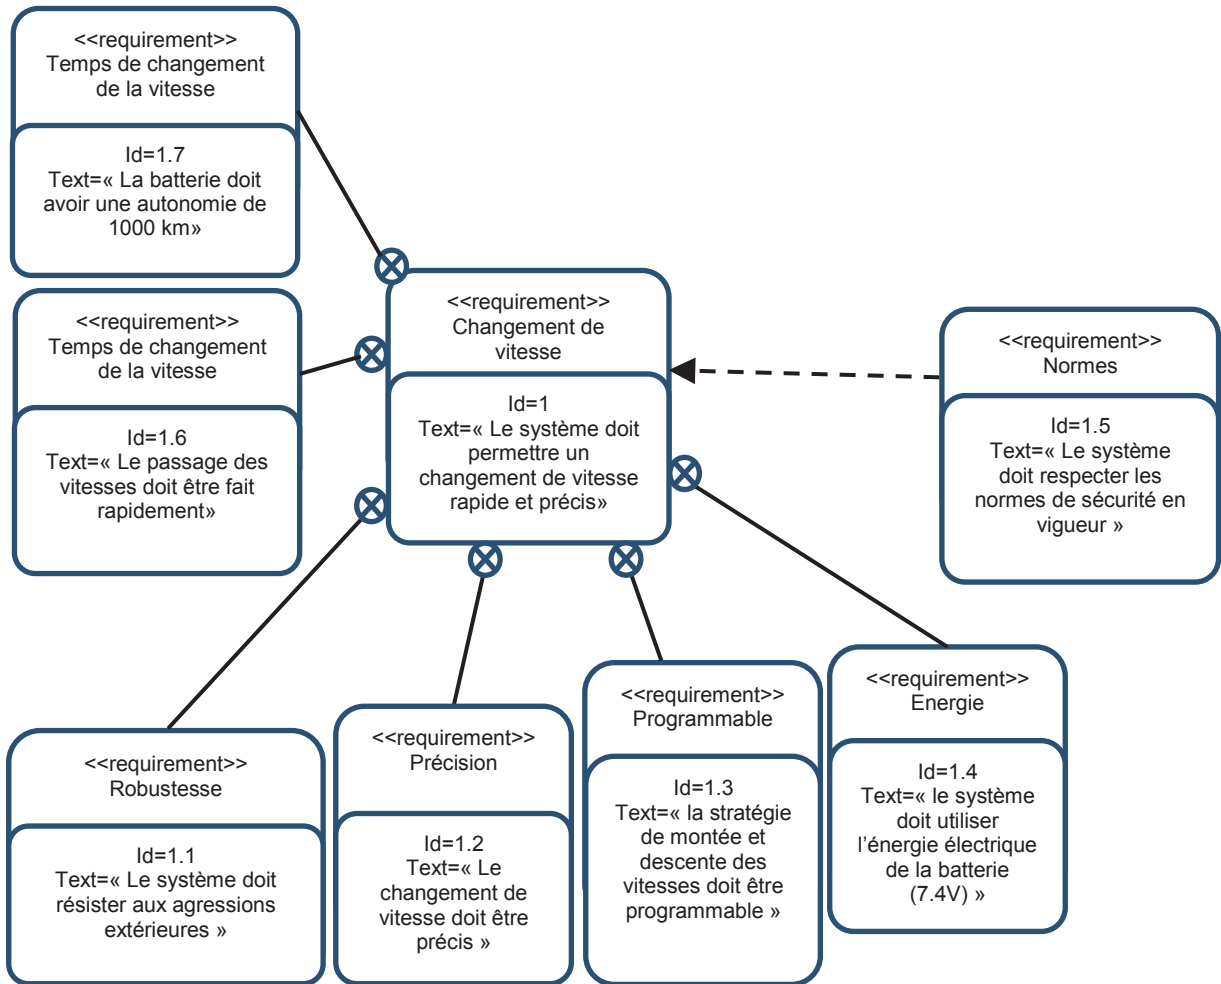 <<requirement>>
Temps de changement
de la vitesse
Id=1.7
Text=« La batterie doit
avoir une autonomie de
1000 km»
<<requirement>>
Temps de changement
de la vitesse
Id=1.6
Text=« Le passage des
vitesses doit être fait
rapidement»
<<requirement>>
Changement de
vitesse
Id=1
Text=« Le système doit
permettre un
changement de vitesse
rapide et précis»
<<requirement>>
Normes
Id=1.5
Text=« Le système
doit respecter les
normes de sécurité en
vigueur »
<<requirement>>
Robustesse
Id=1.1
Text=« Le système doit
résister aux agressions
extérieures »
<<requirement>>
Précision
Id=1.2
Text=« Le
changement de
vitesse doit être
précis »
<<requirement>>
Programmable
Id=1.3
Text=« la stratégie
de montée et
descente des
vitesses doit être
programmable »
<<requirement>>
Energie
Id=1.4
Text=« le système
doit utiliser
l’énergie électrique
de la batterie
(7.4V) »